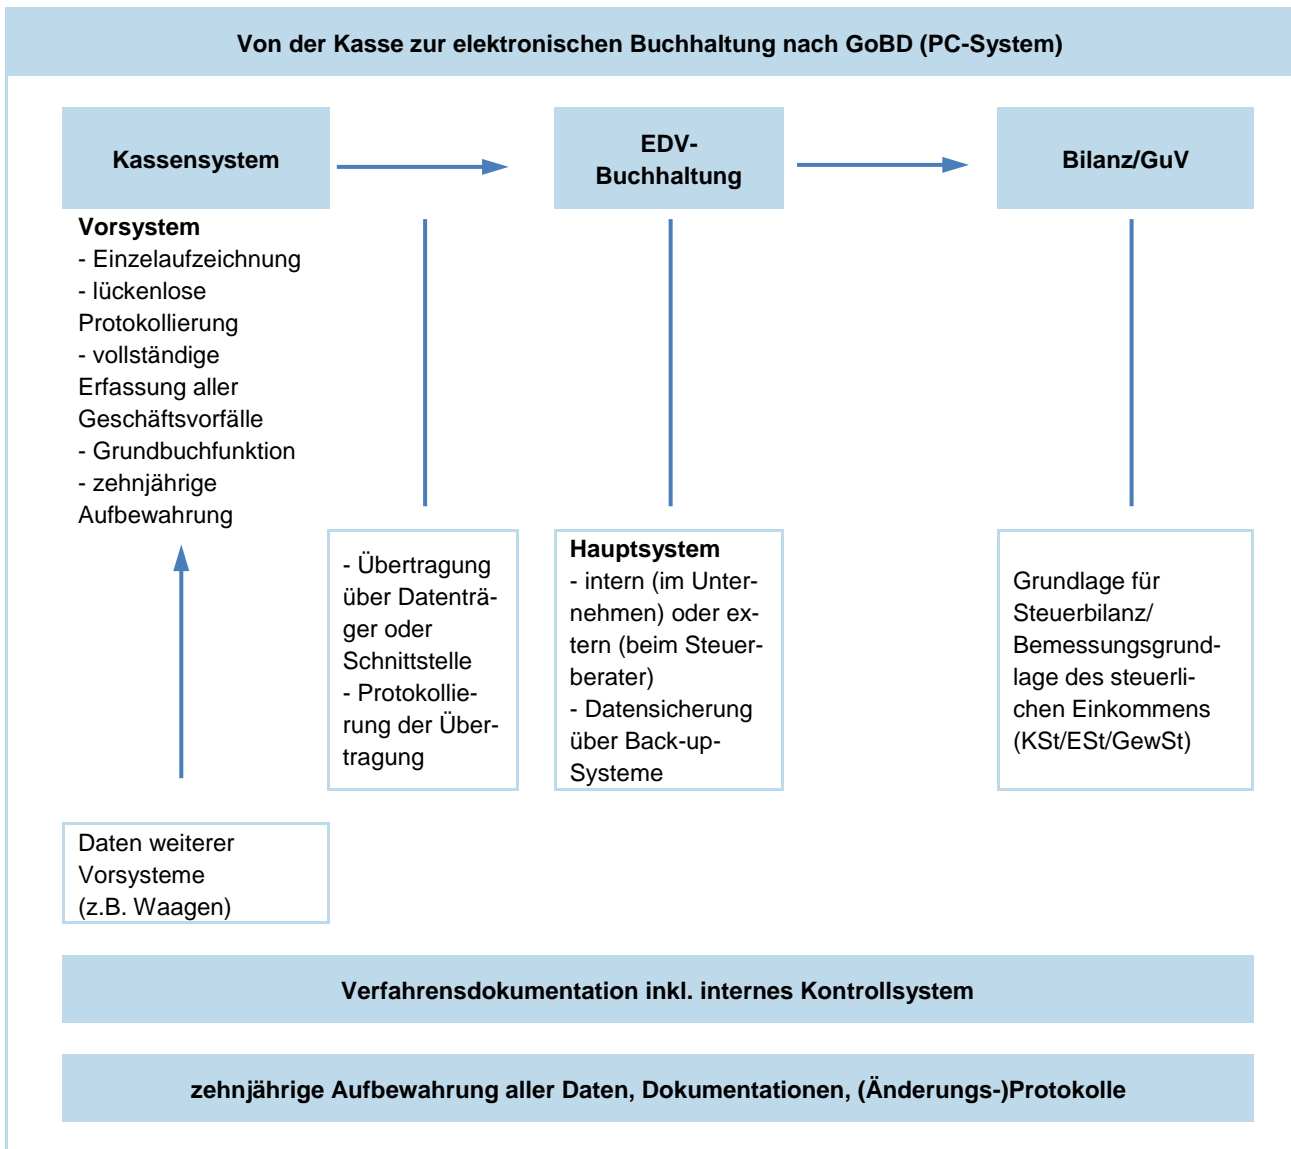 Von der Kasse zur elektronischen Buchhaltung nach GoBD (PC-System)
Kassensystem
EDV-
Buchhaltung
Bilanz/GuV
Vorsystem
- Einzelaufzeichnung
- lückenlose
Protokollierung
- vollständige
Erfassung aller
Geschäftsvorfälle
- Grundbuchfunktion
- zehnjährige
Aufbewahrung
- Übertragung
über Datenträ-
ger oder
Schnittstelle
- Protokollie-
rung der Über-
tragung
Hauptsystem
- intern (im Unter-
nehmen) oder ex-
tern (beim Steuer-
berater)
- Datensicherung
über Back-up-
Systeme
Grundlage für
Steuerbilanz/
Bemessungsgrund-
lage des steuerli-
chen Einkommens
(KSt/ESt/GewSt)
Daten weiterer
Vorsysteme
(z.B. Waagen)
Verfahrensdokumentation inkl. internes Kontrollsystem
zehnjährige Aufbewahrung aller Daten, Dokumentationen, (Änderungs-)Protokolle